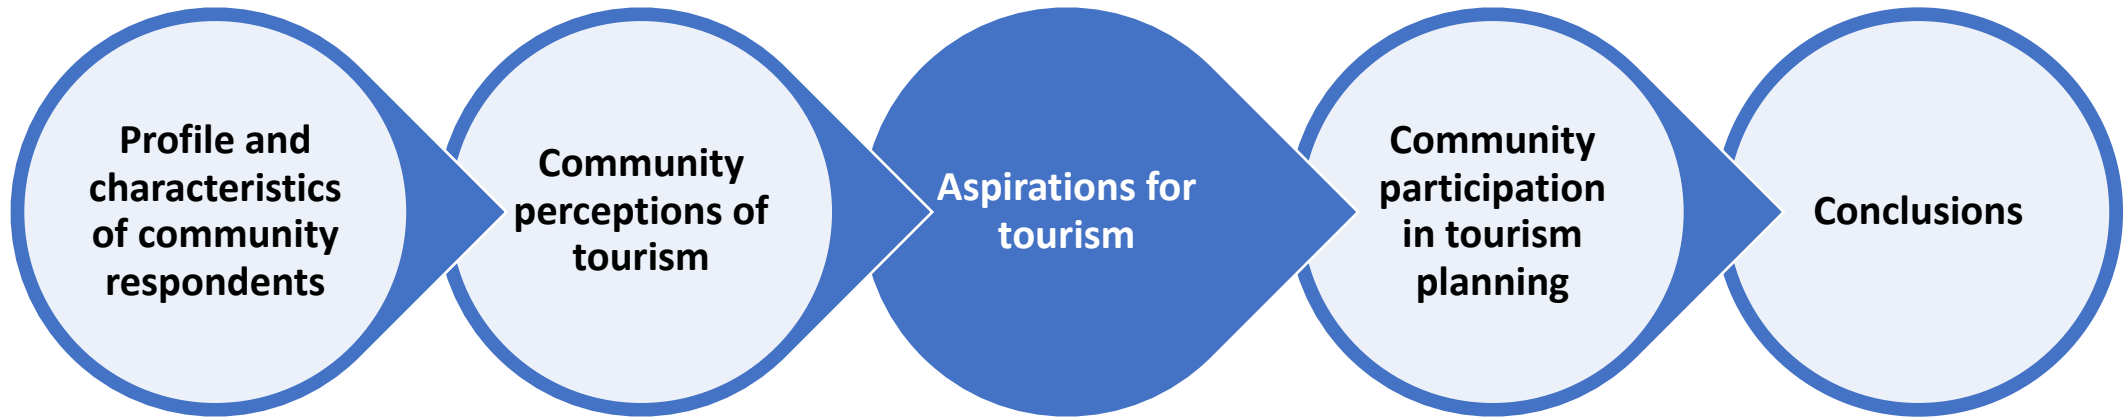 Profile and
characteristics
of community
respondents
Community
perceptions of
tourism
Aspirations for
tourism
Community
participation
in tourism
planning
Conclusions